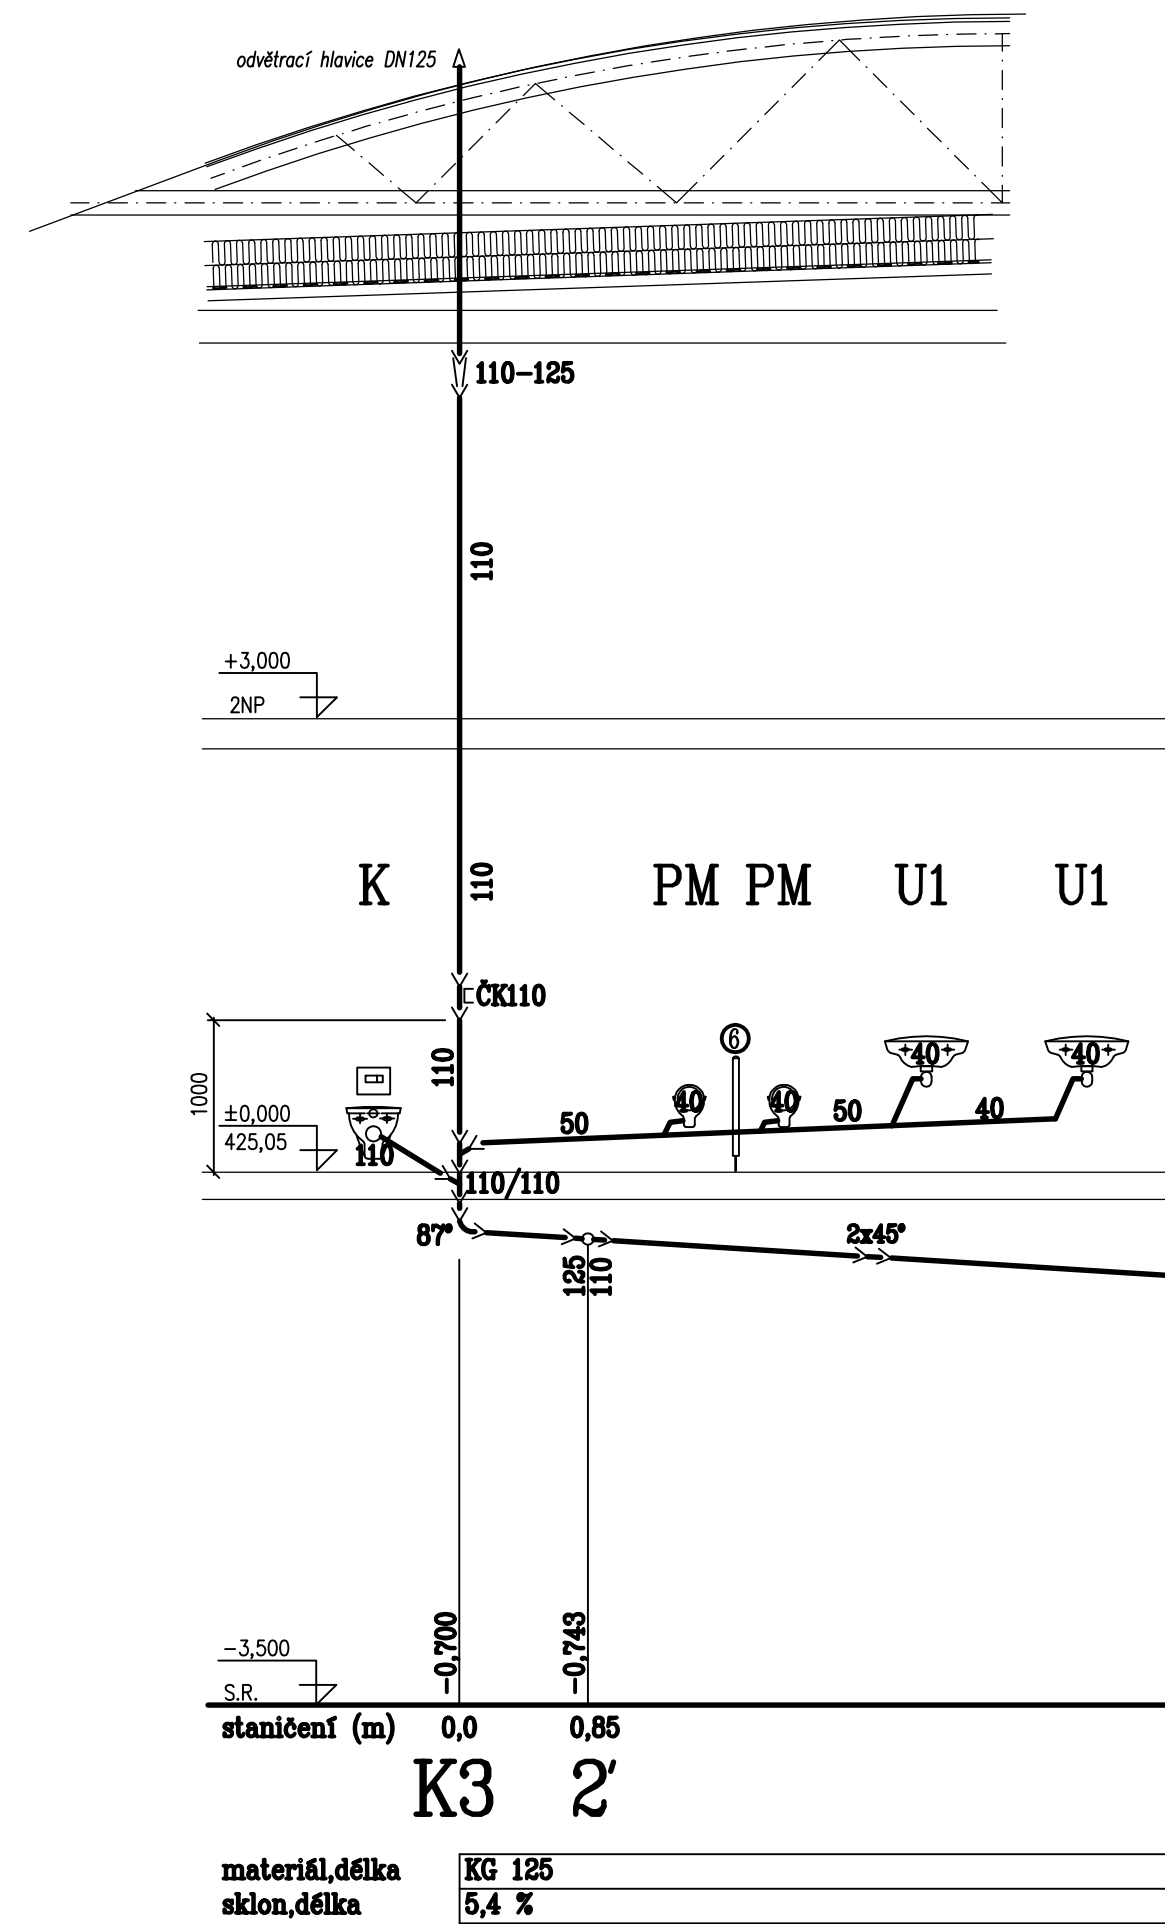 odvětrací hlavice DN125
110-125
110
+3,000
2NP
110
K PM PM U1 U1
ČK110
1000
110
6
40 40
40 40
50 50 40
±0,000
425,05
110
110/110
87°
2x45°
125
110
-0,700
-0,743
-3,500
S.R.
staničení (m) 0,0 0,85
K3 2'
materiál,délka KG 125
sklon,délka 5,4 %